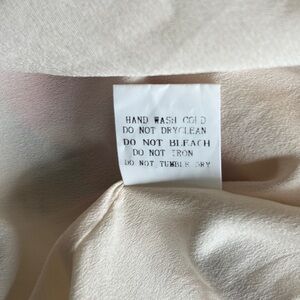 HAND WASH COLD
DO NOT DRYCLEAN
DO NOT BLEACH
DO NOT IRON
DO NOT TUMBLE DRY